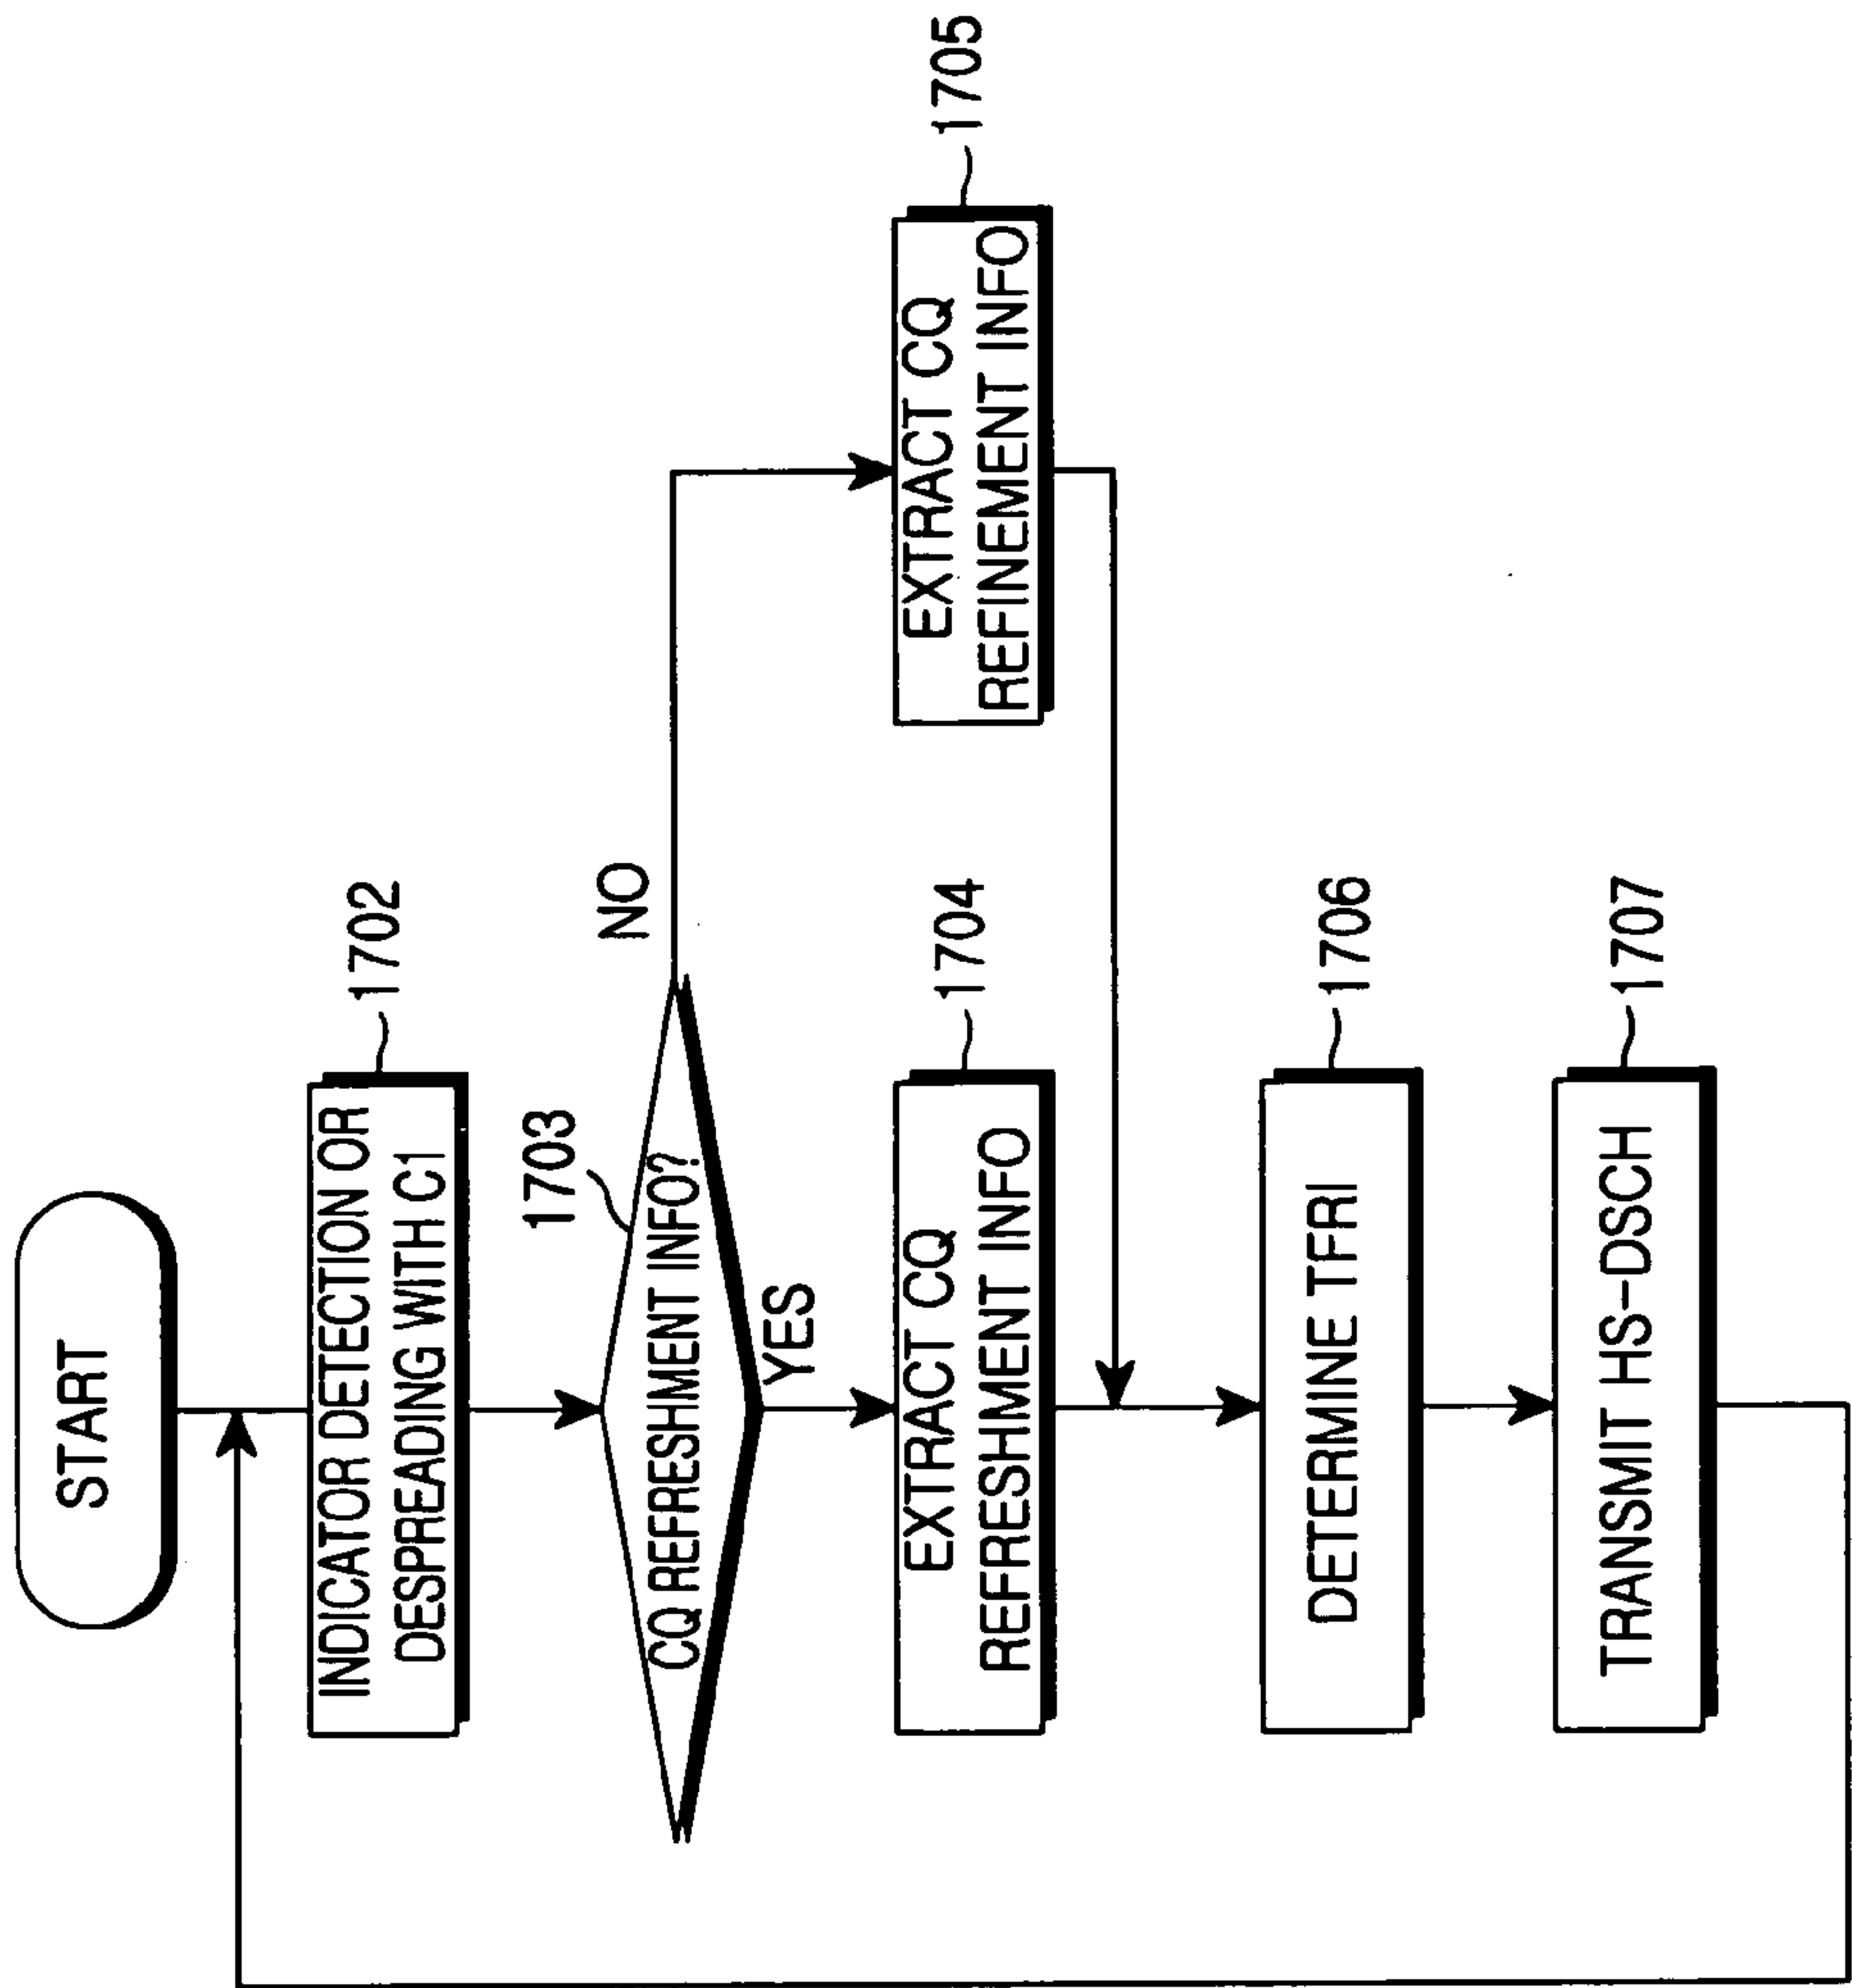 START
INDICATOR DETECTION OR
DESPREADING WITH C1
1702
1703
CQ REFRESHMENT INFO?
NO
YES
EXTRACT CQ
REFRESHMENT INFO
1704
EXTRACT CQ
REFINEMENT INFO
1705
DETERMINE TFRI
1706
TRANSMIT HS-DSCH
1707